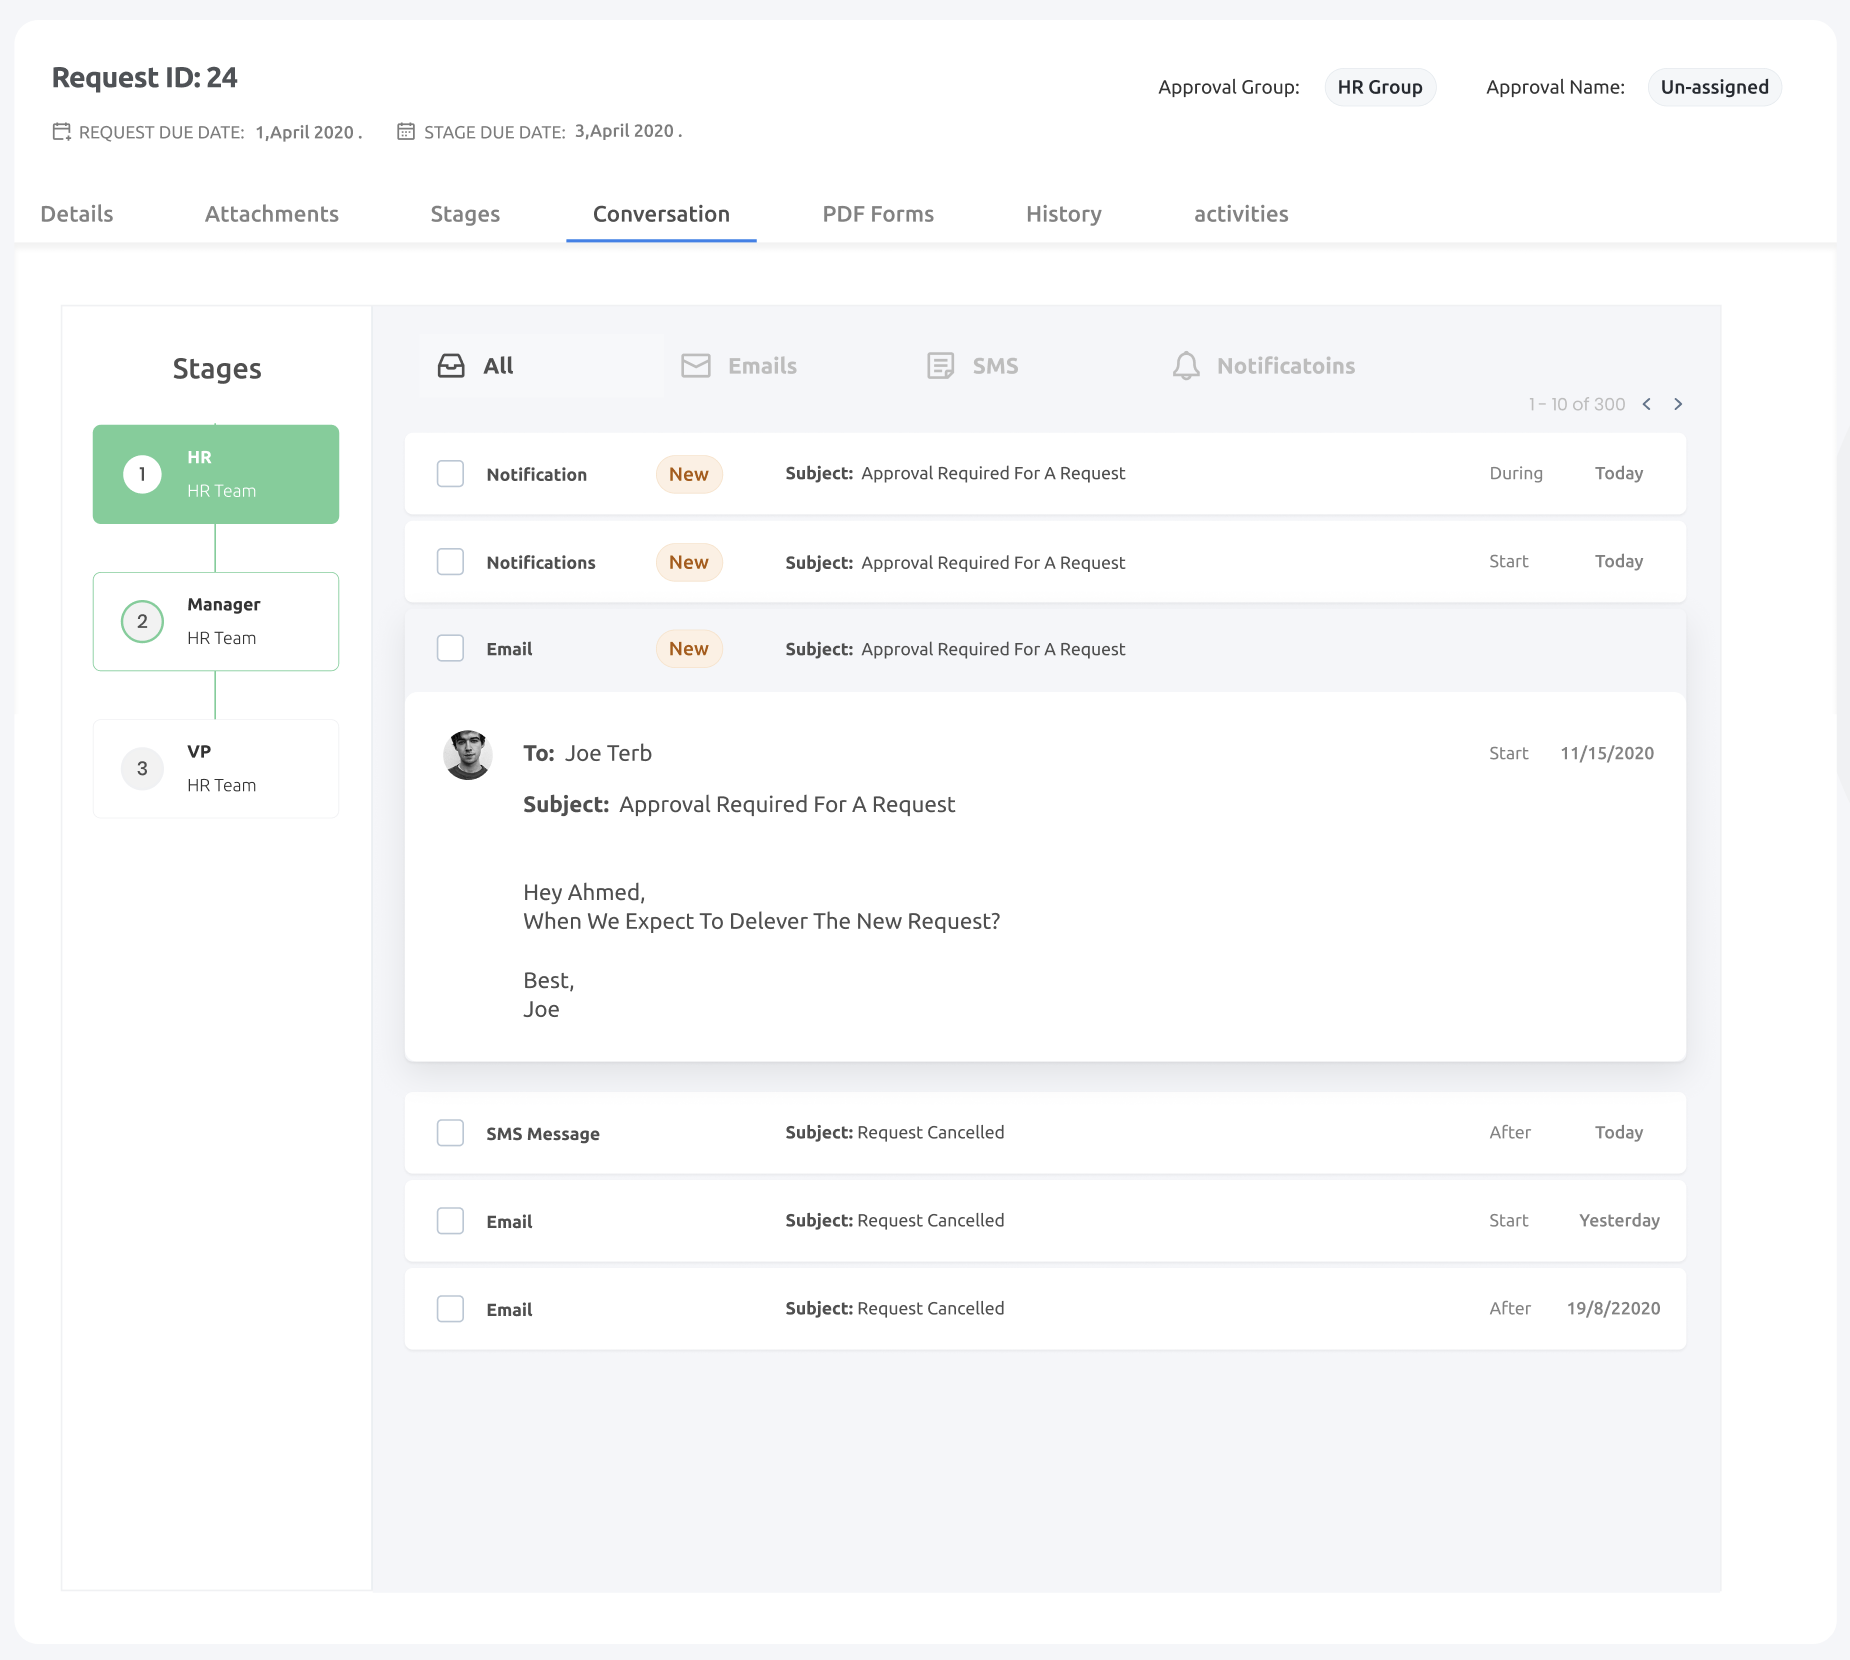 Request ID: 24
Approval Group: HR Group Approval Name: Un-assigned
REQUEST DUE DATE: 1,April 2020 . STAGE DUE DATE: 3,April 2020 .
Details Attachments Stages Conversation PDF Forms History activities
Stages
1 HR
HR Team
2 Manager
HR Team
3 VP
HR Team
All Emails SMS Notificatoins
1 - 10 of 300
Notification New Subject: Approval Required For A Request During Today
Notifications New Subject: Approval Required For A Request Start Today
Email New Subject: Approval Required For A Request
To: Joe Terb Start 11/15/2020
Subject: Approval Required For A Request
Hey Ahmed,
When We Expect To Delever The New Request?
Best,
Joe
SMS Message Subject: Request Cancelled After Today
Email Subject: Request Cancelled Start Yesterday
Email Subject: Request Cancelled After 19/8/22020